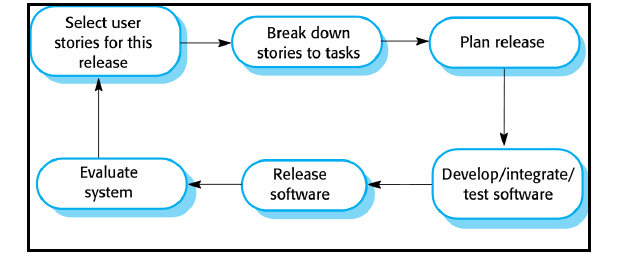 Select user
stories for this
release
Break down
stories to tasks
Plan release
Develop/integrate/
test software
Release
software
Evaluate
system